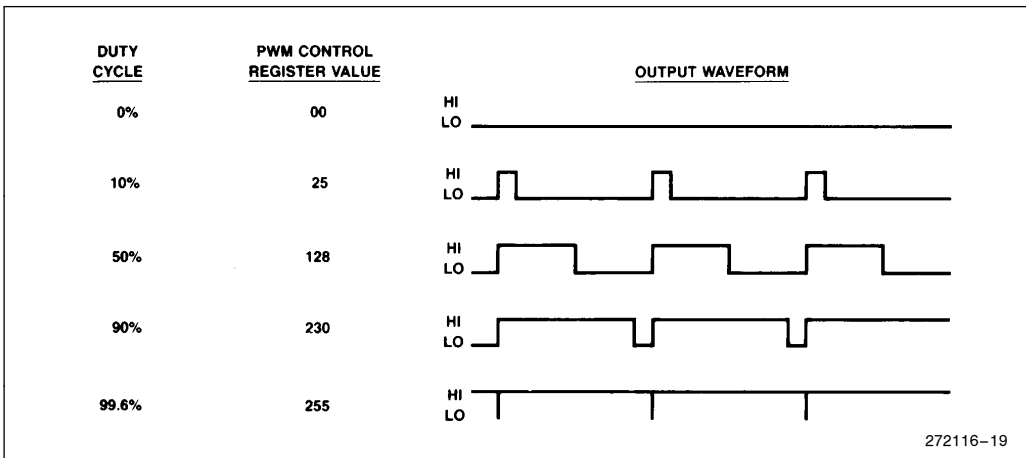 DUTY CYCLE PWM CONTROL REGISTER VALUE OUTPUT WAVEFORM
0% 00 HI LO
10% 25 HI LO
50% 128 HI LO
90% 230 HI LO
99.6% 255 HI LO
272116–19